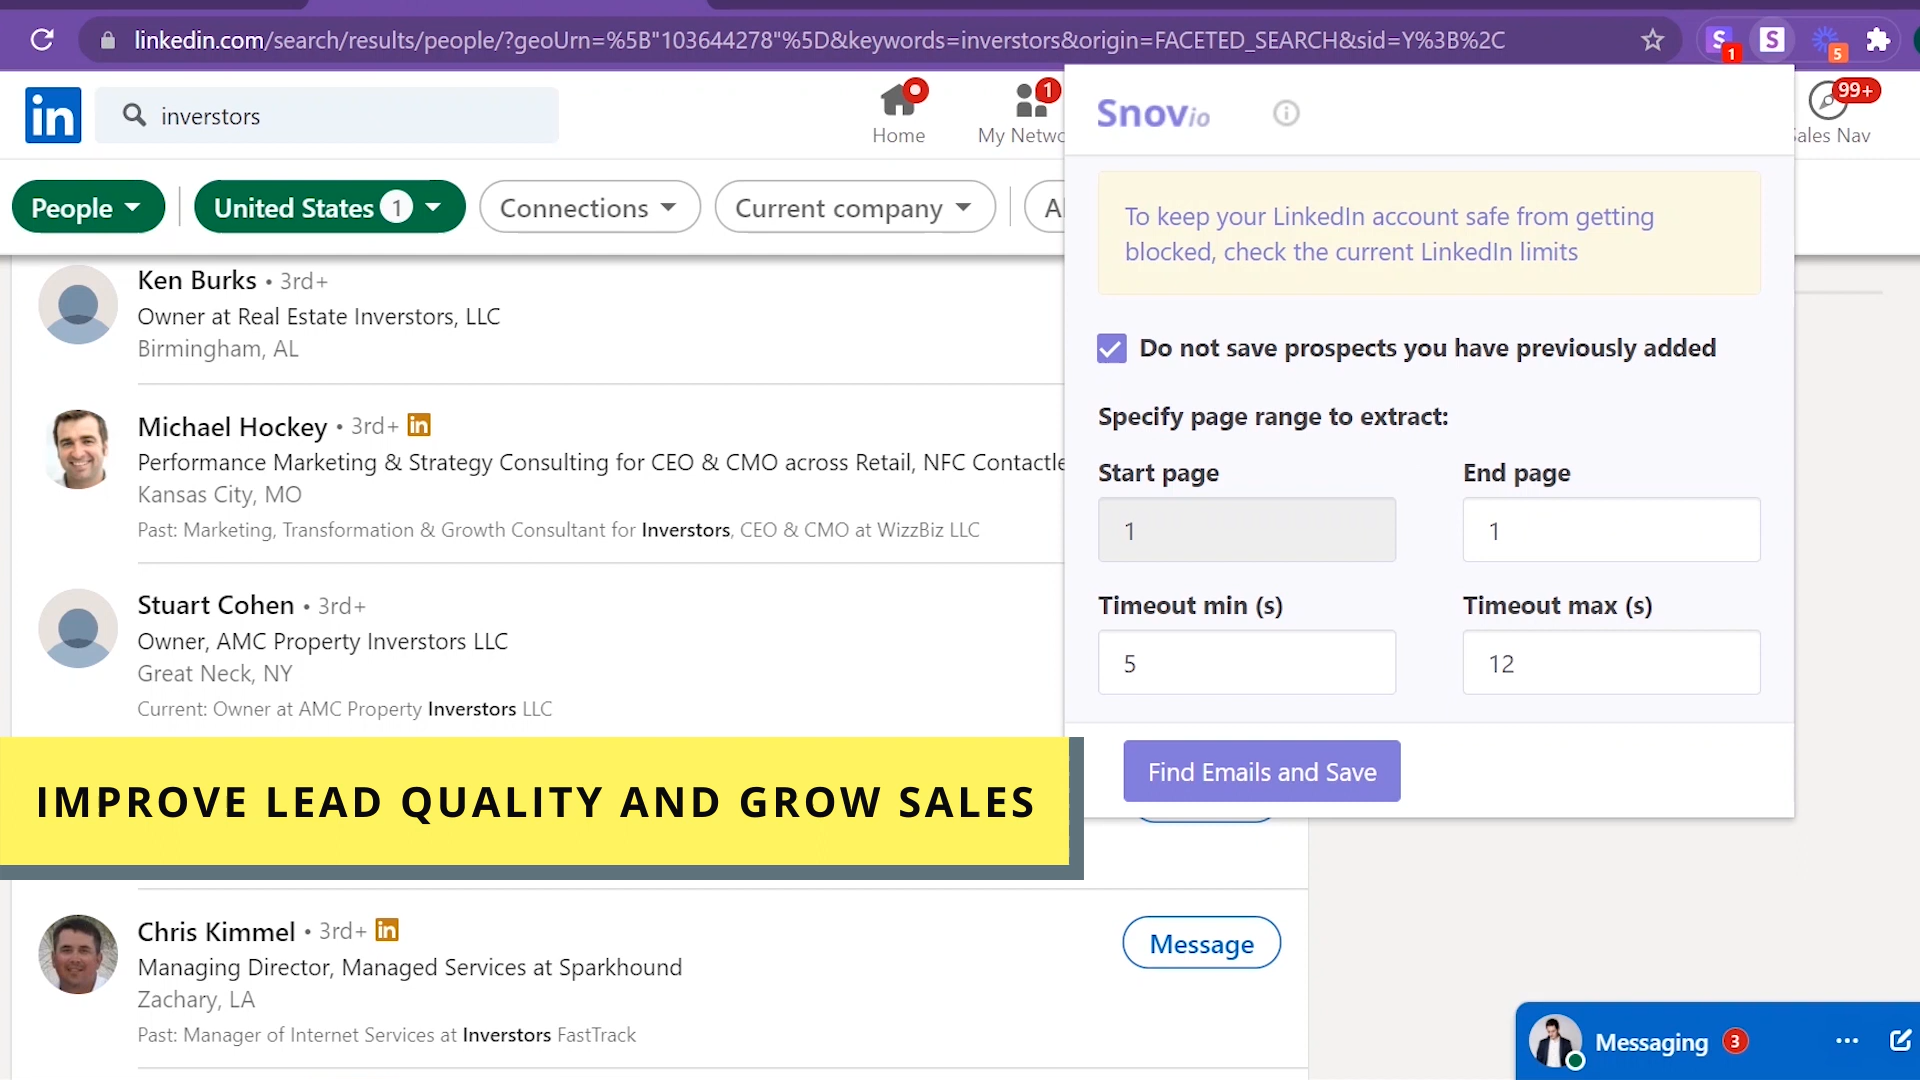 linkedin.com/search/results/people/?geoUrn=%5B"103644278"%5D&keywords=inverstors&origin=FACETED_SEARCH&sid=Y%3B%2C
S 1
S
5
in
inverstors
Home
My Netwo
1
99+
ales Nav
People
United States 1
Connections
Current company
Al
Ken Burks • 3rd+
Owner at Real Estate Inverstors, LLC
Birmingham, AL
Michael Hockey • 3rd+ in
Performance Marketing & Strategy Consulting for CEO & CMO across Retail, NFC Contactle
Kansas City, MO
Past: Marketing, Transformation & Growth Consultant for Inverstors, CEO & CMO at WizzBiz LLC
Stuart Cohen • 3rd+
Owner, AMC Property Inverstors LLC
Great Neck, NY
Current: Owner at AMC Property Inverstors LLC
IMPROVE LEAD QUALITY AND GROW SALES
Chris Kimmel • 3rd+ in
Managing Director, Managed Services at Sparkhound
Zachary, LA
Past: Manager of Internet Services at Inverstors FastTrack
Message
Snovio
To keep your LinkedIn account safe from getting
blocked, check the current LinkedIn limits
Do not save prospects you have previously added
Specify page range to extract:
Start page
End page
1
1
Timeout min (s)
Timeout max (s)
5
12
Find Emails and Save
Messaging 3